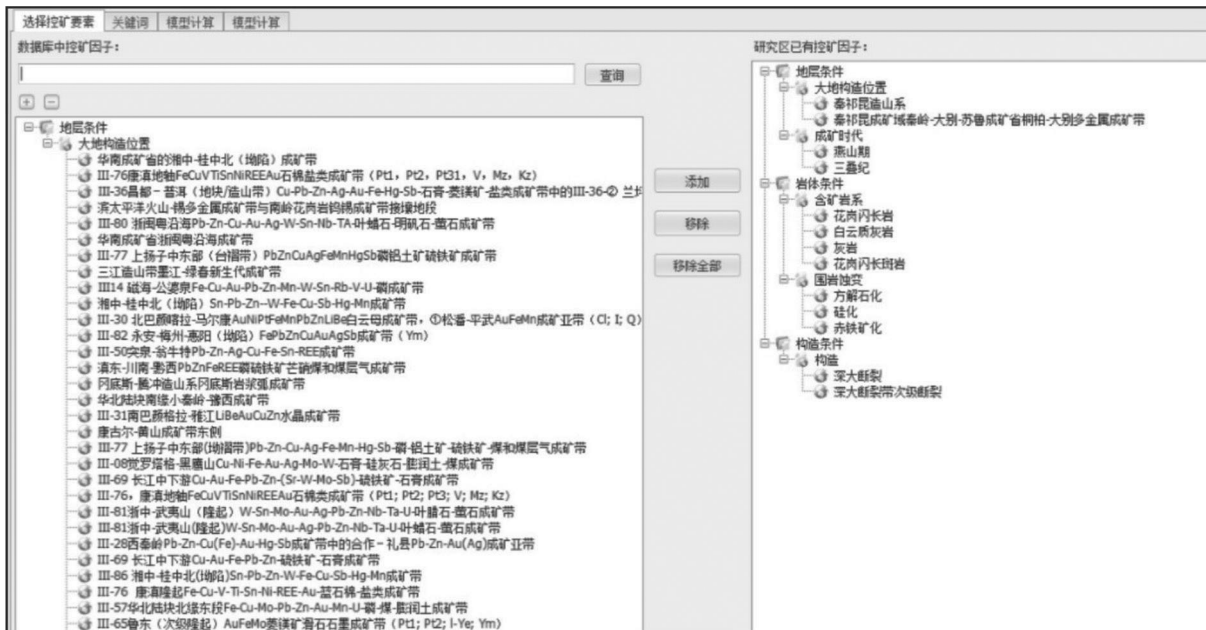 选择控矿要素 关键词 模型计算 模型计算
数据库中控矿因子：
查询
地层条件
大地构造位置
华南成矿省的湘中-桂中北（坳陷）成矿带
III-76康滇地轴FeCuVTiSnNiREEAu石棉盐类成矿带（Pt1，Pt2，Pt31，V，Mz，Kz）
III-36昌都－普洱（地块/造山带）Cu-Pb-Zn-Ag-Au-Fe-Hg-Sb-石膏-菱镁矿-盐类成矿带中的III-36-②
滨太平洋火山-锡多金属成矿带与南岭花岗岩钨锡成矿带接壤地段
III-80 浙闽粤沿海Pb-Zn-Cu-Au-Ag-W-Sn-Nb-TA-叶蜡石-明矾石-萤石成矿带
华南成矿省浙闽粤沿海成矿带
III-77 上扬子中东部（台褶带）PbZnCuAgFeMnHgSb磷铝土矿硫铁矿成矿带
三江造山带墨江-绿春新生代成矿带
III14 磁海-公婆泉Fe-Cu-Au-Pb-Zn-Mn-W-Sn-Rb-V-U-磷成矿带
湘中-桂中北（坳陷）Sn-Pb-Zn--W-Fe-Cu-Sb-Hg-Mn成矿带
III-30 北巴颜喀拉-马尔康AuNiPtFeMnPbZnLiBe白云母成矿带，①松潘-平武AuFeMn成矿亚带（Cl; I; Q）
III-82 永安-梅州-惠阳（坳陷）FePbZnCuAuAgSb成矿带（Ym）
III-50突泉-翁牛特Pb-Zn-Ag-Cu-Fe-Sn-REE成矿带
滇东-川南-黔西PbZnFeREE磷硫铁矿芒硝煤和煤层气成矿带
冈底斯-腾冲造山系冈底斯岩浆弧成矿带
华北陆块南缘小秦岭-豫西成矿带
III-31南巴颜格拉-雅江LiBeAuCuZn水晶成矿带
康古尔-黄山成矿带东侧
III-77 上扬子中东部(坳褶带)Pb-Zn-Cu-Ag-Fe-Mn-Hg-Sb-磷-铝土矿-硫铁矿-煤和煤层气成矿带
III-08觉罗塔格-黑鹰山Cu-Ni-Fe-Au-Ag-Mo-W-石膏-硅灰石-膨润土-煤成矿带
III-69 长江中下游Cu-Au-Fe-Pb-Zn-(Sr-W-Mo-Sb)-硫铁矿-石膏成矿带
III-76，康滇地轴FeCuVTiSnNiREEAu石棉类成矿带（Pt1; Pt2; Pt3; V; Mz; Kz）
III-81浙中-武夷山（隆起）W-Sn-Mo-Au-Ag-Pb-Zn-Nb-Ta-U-叶腊石-萤石成矿带
III-81浙中-武夷山(隆起)W-Sn-Mo-Au-Ag-Pb-Zn-Nb-Ta-U-叶蜡石-萤石成矿带
III-28西秦岭Pb-Zn-Cu(Fe)-Au-Hg-Sb成矿带中的合作－礼县Pb-Zn-Au(Ag)成矿亚带
III-69 长江中下游Cu-Au-Fe-Pb-Zn-硫铁矿-石膏成矿带
III-86 湘中-桂中北(坳陷)Sn-Pb-Zn-W-Fe-Cu-Sb-Hg-Mn成矿带
III-76 康滇隆起Fe-Cu-V-Ti-Sn-Ni-REE-Au-蓝石棉-盐类成矿带
III-57华北陆块北缘东段Fe-Cu-Mo-Pb-Zn-Au-Mn-U-磷-煤-膨润土成矿带
III-65鲁东（次级隆起）AuFeMo菱镁矿滑石石墨成矿带（Pt1; Pt2; I-Ye; Ym）
添加
移除
移除全部
研究区已有控矿因子：
地层条件
大地构造位置
秦祁昆造山系
秦祁昆成矿域秦岭-大别-苏鲁成矿省桐柏-大别多金属成矿带
成矿时代
燕山期
三叠纪
岩体条件
含矿岩系
花岗闪长岩
白云质灰岩
灰岩
花岗闪长斑岩
围岩蚀变
方解石化
硅化
赤铁矿化
构造条件
构造
深大断裂
深大断裂带次级断裂